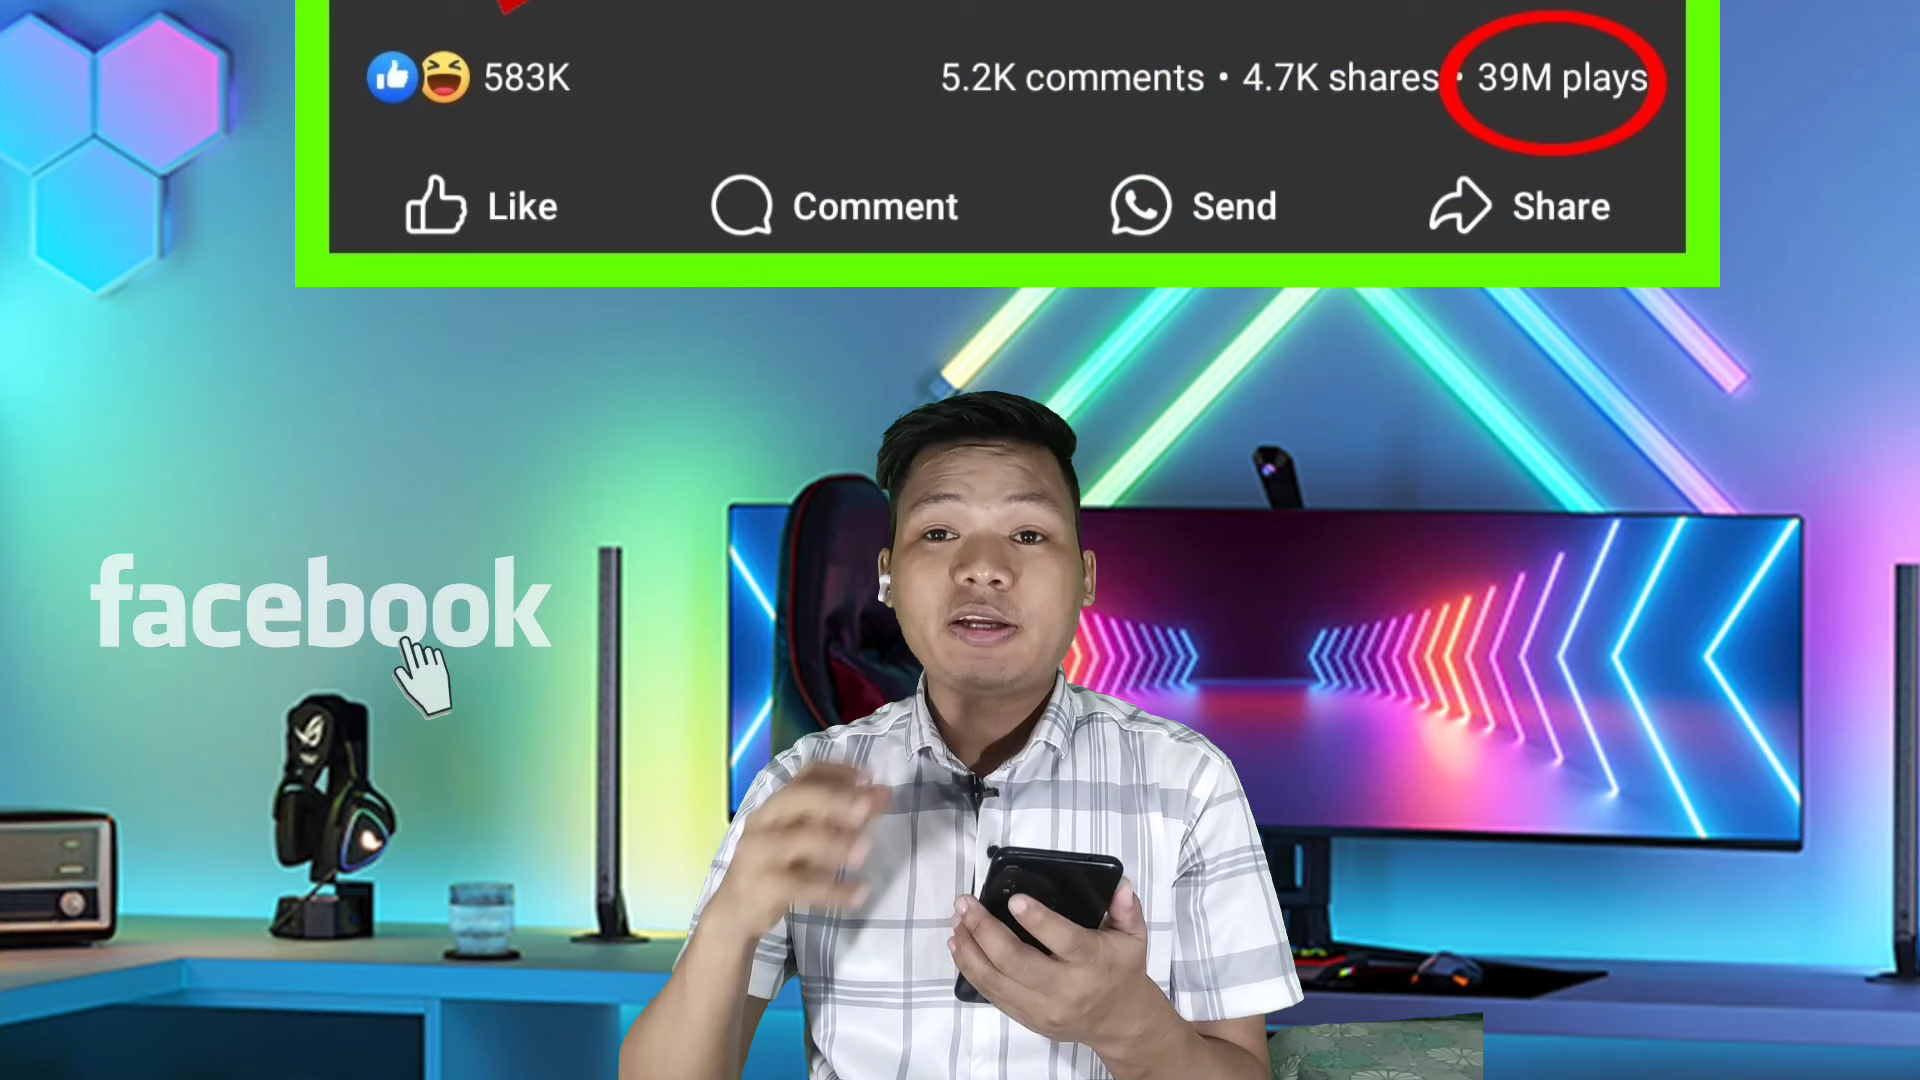 583K 5.2K comments • 4.7K shares • 39M plays
Like Comment Send Share
facebook